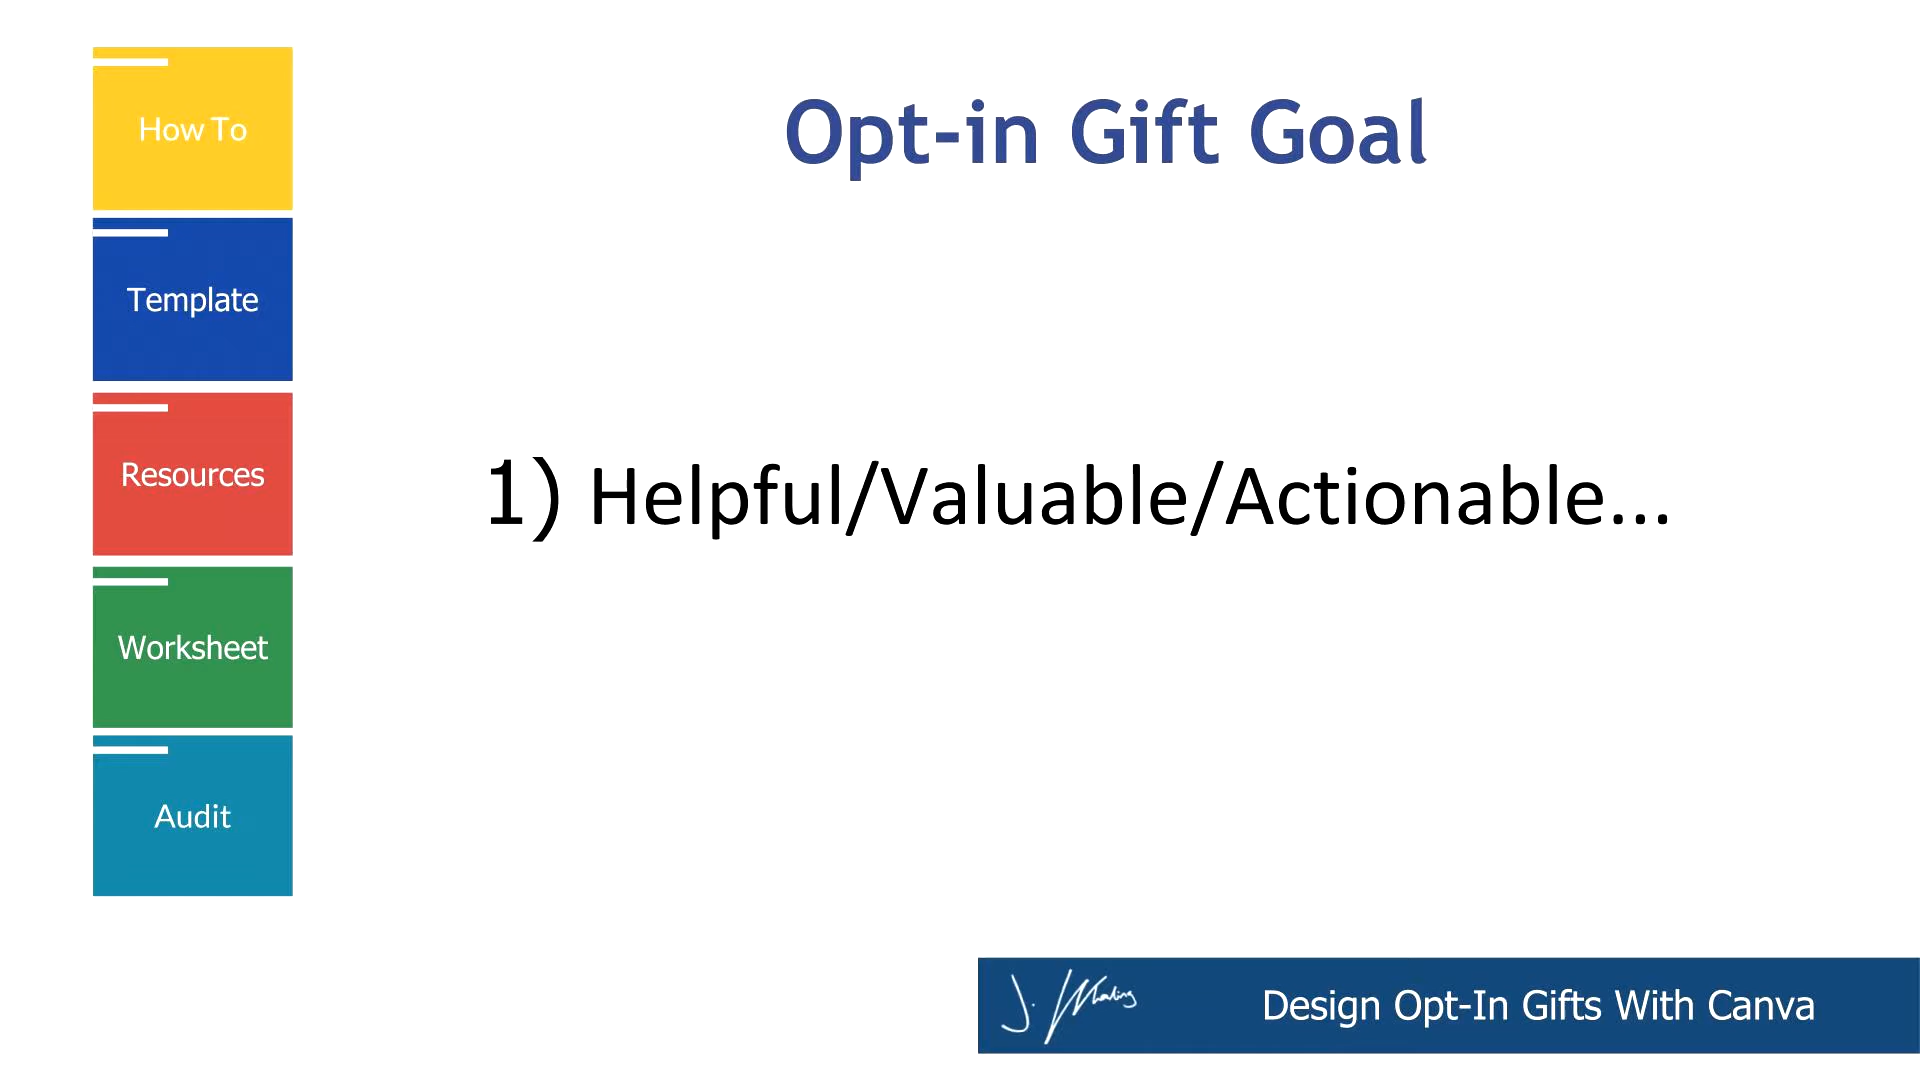 How To
Template
Resources
Worksheet
Audit
Opt-in Gift Goal
1) Helpful/Valuable/Actionable...
Design Opt-In Gifts With Canva